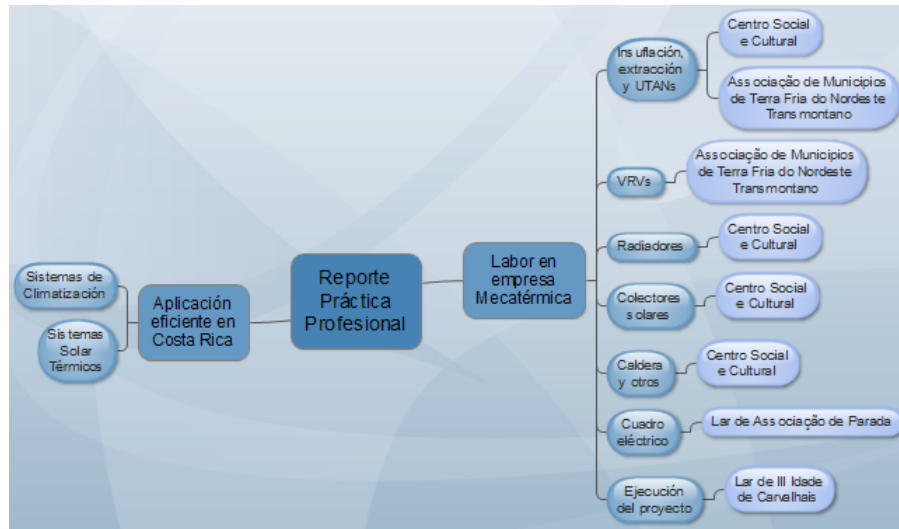 Sistemas de
Climatización
Sistemas
Solar
Térmicos
Aplicación
eficiente en
Costa Rica
Reporte
Práctica
Profesional
Labor en
empresa
Mecatérmica
Insuflación,
extracción
y UTANs
Centro Social
e Cultural
Associação de Municipios
de Terra Fria do Nordeste
Transmontano
VRVs
Associação de Municipios
de Terra Fria do Nordeste
Transmontano
Radiadores
Centro Social
e Cultural
Colectores
solares
Centro Social
e Cultural
Caldera
y otros
Centro Social
e Cultural
Cuadro
eléctrico
Lar de Associação de Parada
Ejecución
del proyecto
Lar de III Idade
de Carvalhais